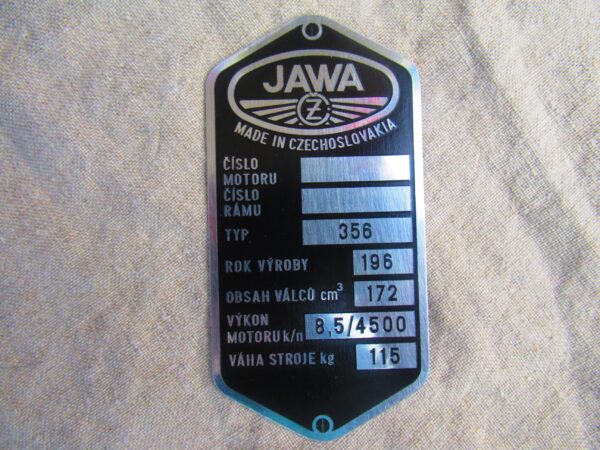 JAWA
ČZ
MADE IN CZECHOSLOVAKIA
ČÍSLO
MOTORU
ČÍSLO
RÁMU
TYP 356
ROK VÝROBY 196
OBSAH VÁLCŮ cm³ 172
VÝKON
MOTORU k/n 8,5/4500
VÁHA STROJE kg 115